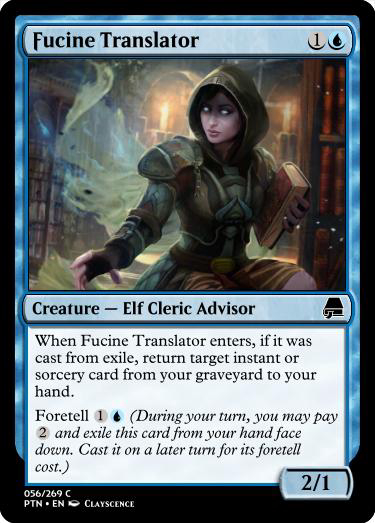 Fucine Translator 1
Creature — Elf Cleric Advisor
When Fucine Translator enters, if it was
cast from exile, return target instant or
sorcery card from your graveyard to your
hand.
Foretell 1 (During your turn, you may pay
2 and exile this card from your hand face
down. Cast it on a later turn for its foretell
cost.)
2/1
056/269 C
PTN • EN Clayscence